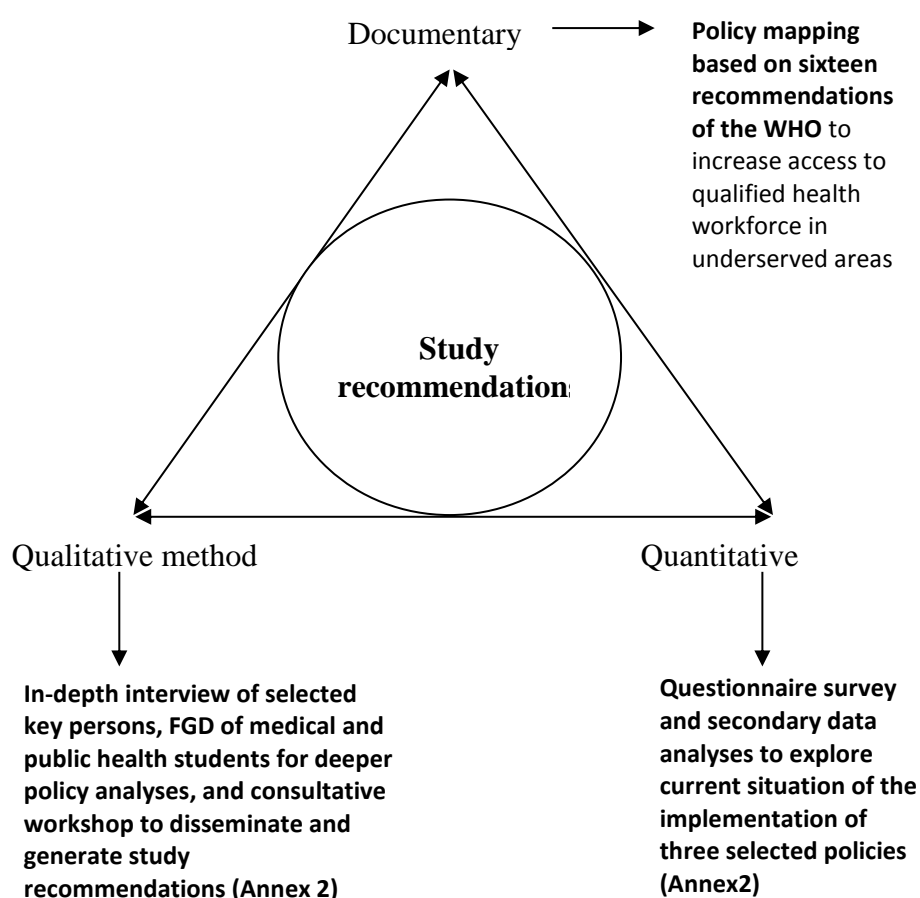 Documentary
Policy mapping
based on sixteen
recommendations
of the WHO to
increase access to
qualified health
workforce in
underserved areas
Study
recommendation
Qualitative method
Quantitative
In-depth interview of selected
key persons, FGD of medical and
public health students for deeper
policy analyses, and consultative
workshop to disseminate and
generate study
recommendations (Annex 2)
Questionnaire survey
and secondary data
analyses to explore
current situation of the
implementation of
three selected policies
(Annex2)